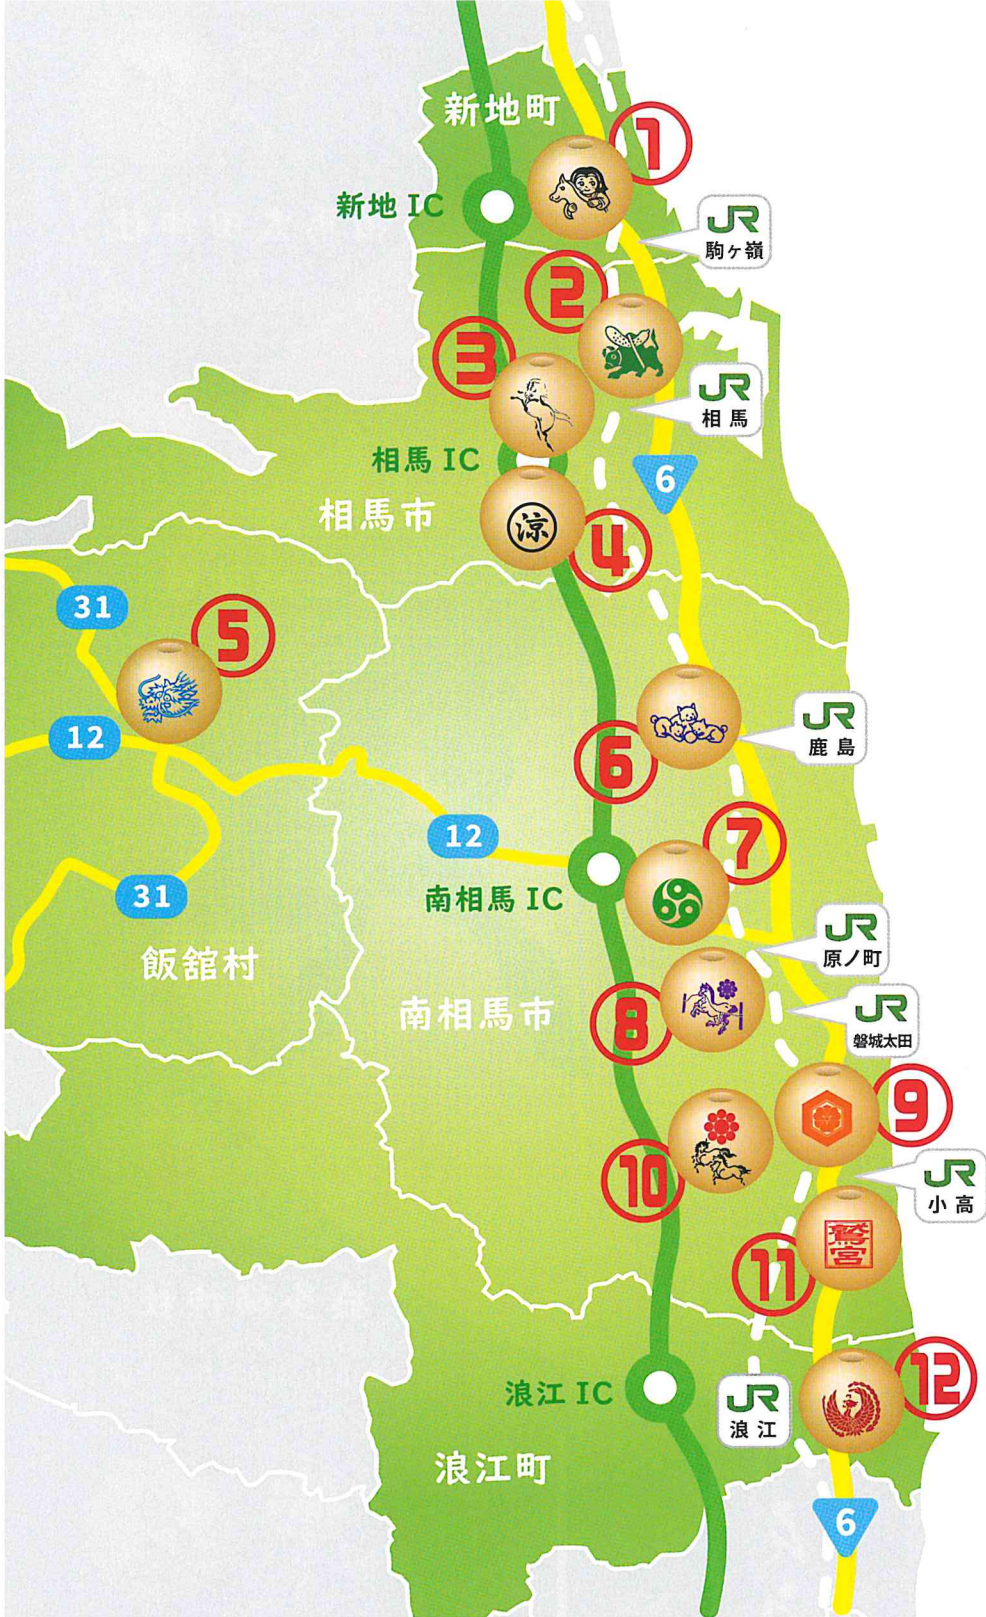 新地町
1
新地 IC
JR
駒ヶ嶺
2
3
JR
相馬
相馬 IC
6
相馬市
涼
4
31
5
12
JR
鹿島
6
12
7
南相馬 IC
31
JR
原ノ町
飯舘村
南相馬市
8
JR
磐城太田
9
10
JR
小高
鷲宮
11
12
浪江 IC
JR
浪江
浪江町
6